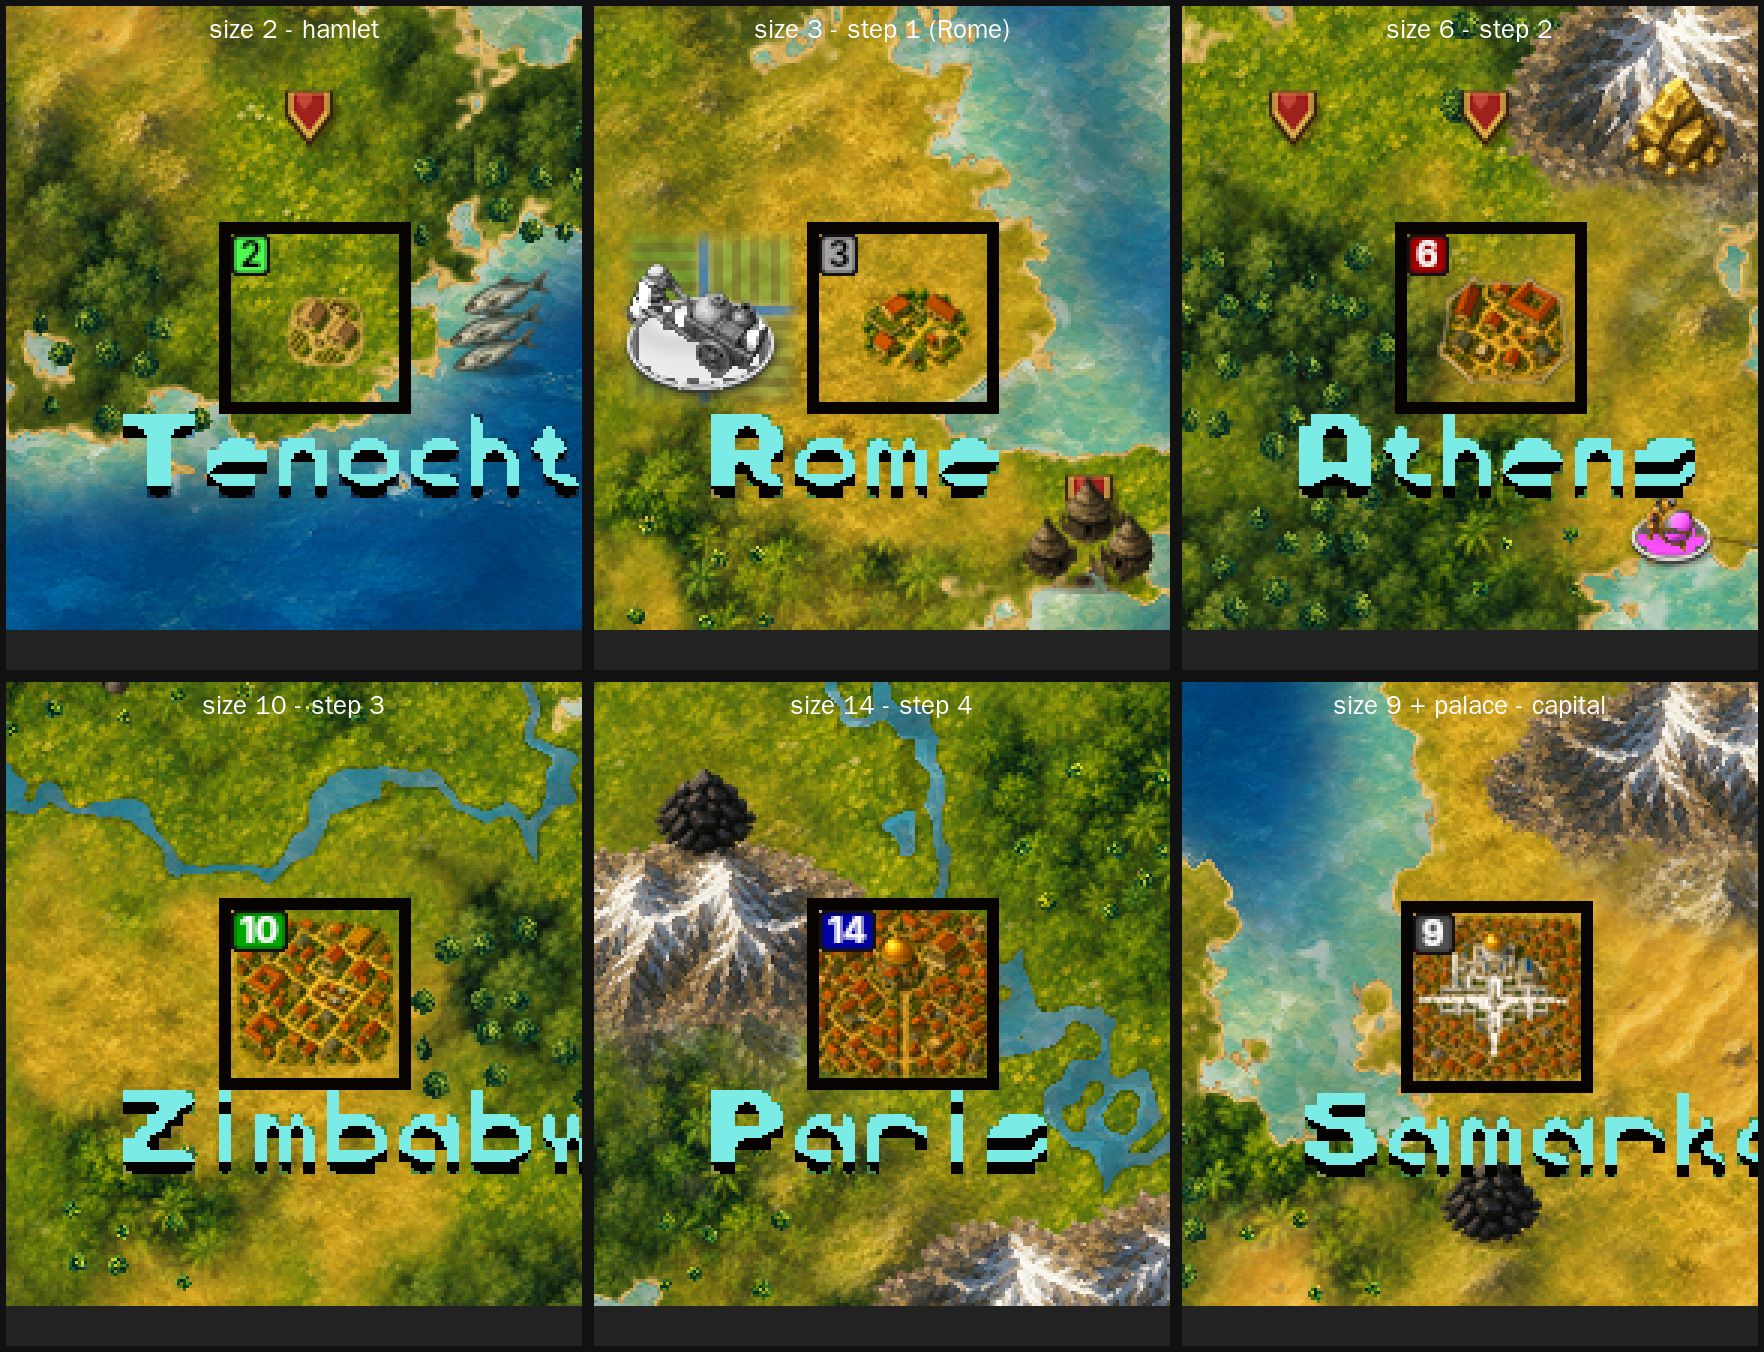 size 2 - hamlet
2
Tenocht
size 3 - step 1 (Rome)
3
Rome
size 6 - step 2
6
Athens
size 10 - step 3
10
Zimbabw
size 14 - step 4
14
Paris
size 9 + palace - capital
9
Samark